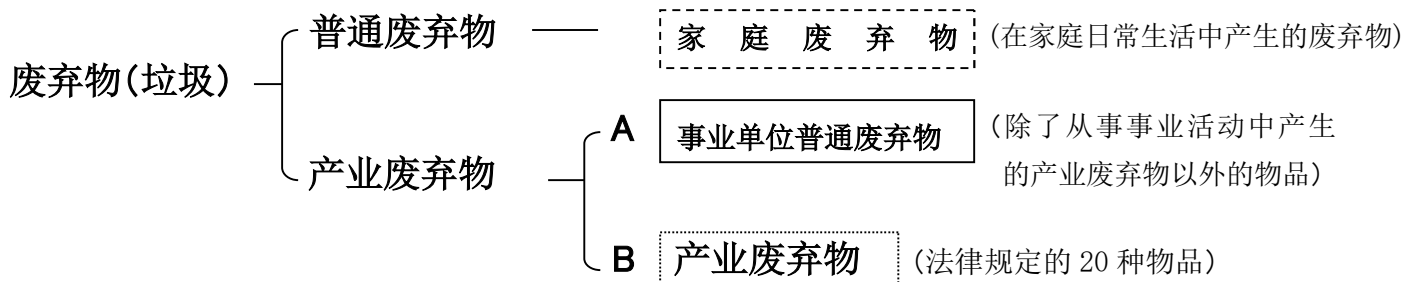 普通废弃物
家庭废弃物
(在家庭日常生活中产生的废弃物)
废弃物(垃圾)
A
事业单位普通废弃物
(除了从事事业活动中产生
的产业废弃物以外的物品)
产业废弃物
B
产业废弃物
(法律规定的 20 种物品)